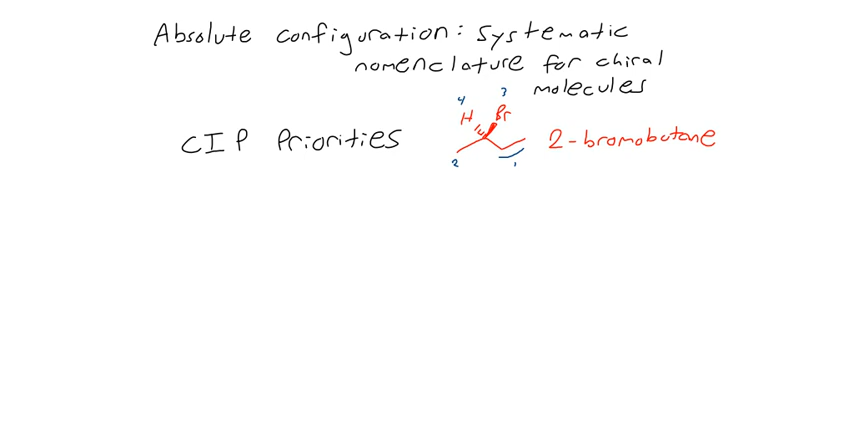 Absolute configuration: systematic
nomenclature for chiral
molecules
4 3
H Br
CIP Priorities 2-bromobutane
2 1